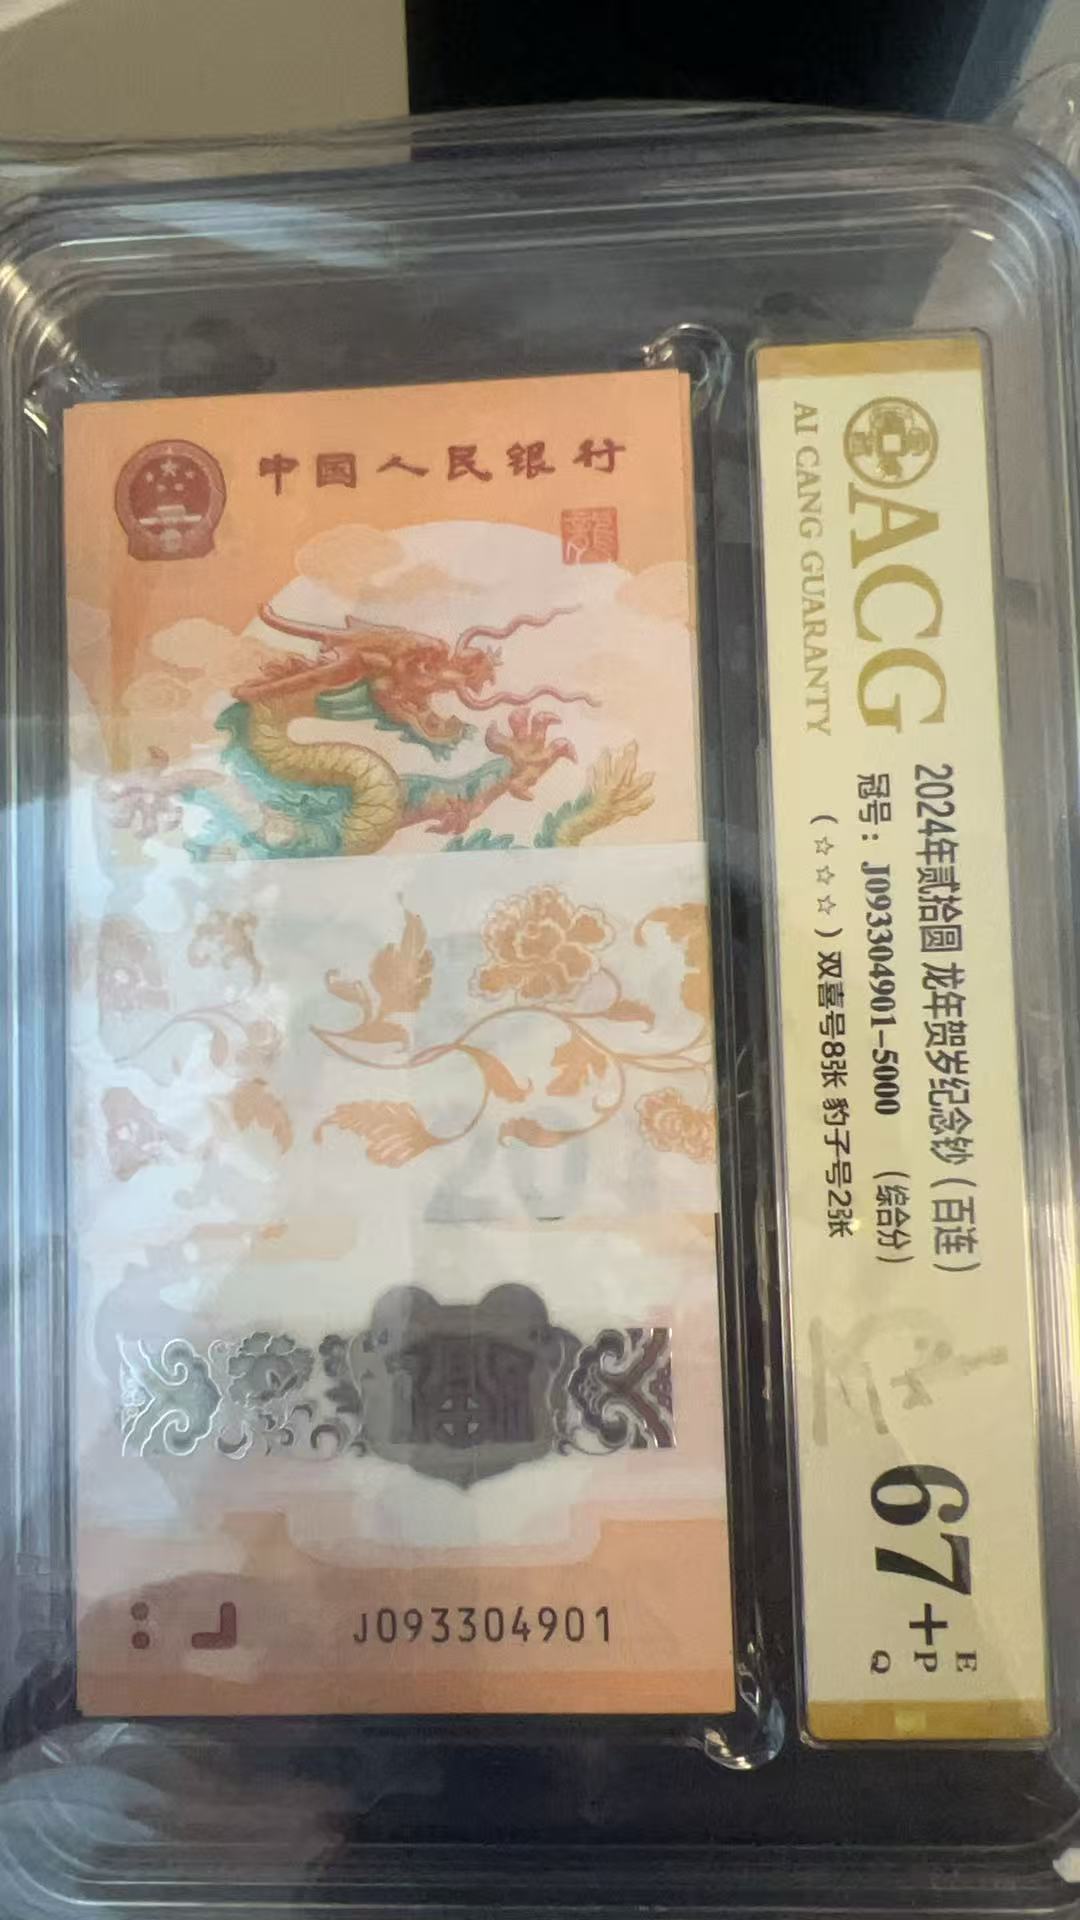 中国人民银行
龍
J093304901
ACG
AI CANG GUARANTY
2024年贰拾圆 龙年贺岁纪念钞（百连）
冠号：J093304901-5000 （综合分）
（☆☆☆）双喜号8张 豹子号2张
67+ E
P
Q